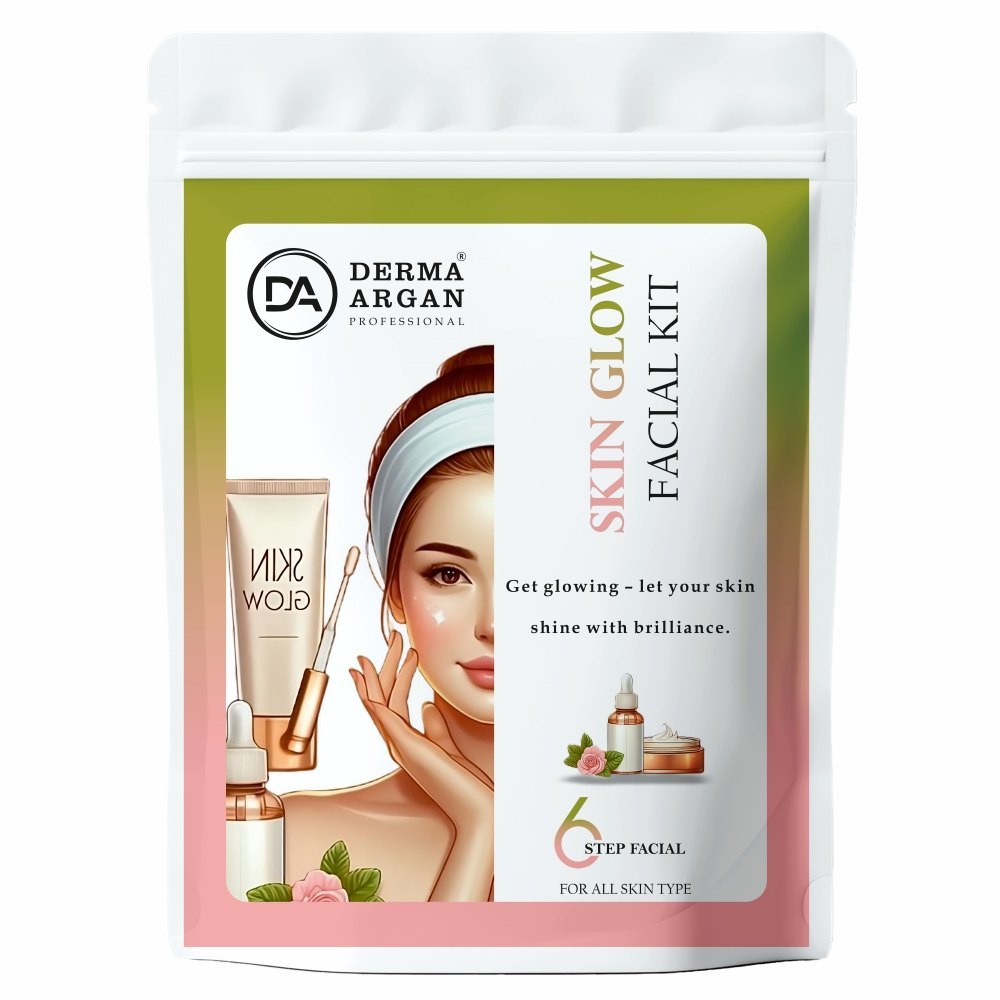 DA
DERMA
ARGAN®
PROFESSIONAL
SKIN GLOW
FACIAL KIT
SKIN
GLOW
Get glowing – let your skin
shine with brilliance.
6
STEP FACIAL
FOR ALL SKIN TYPE